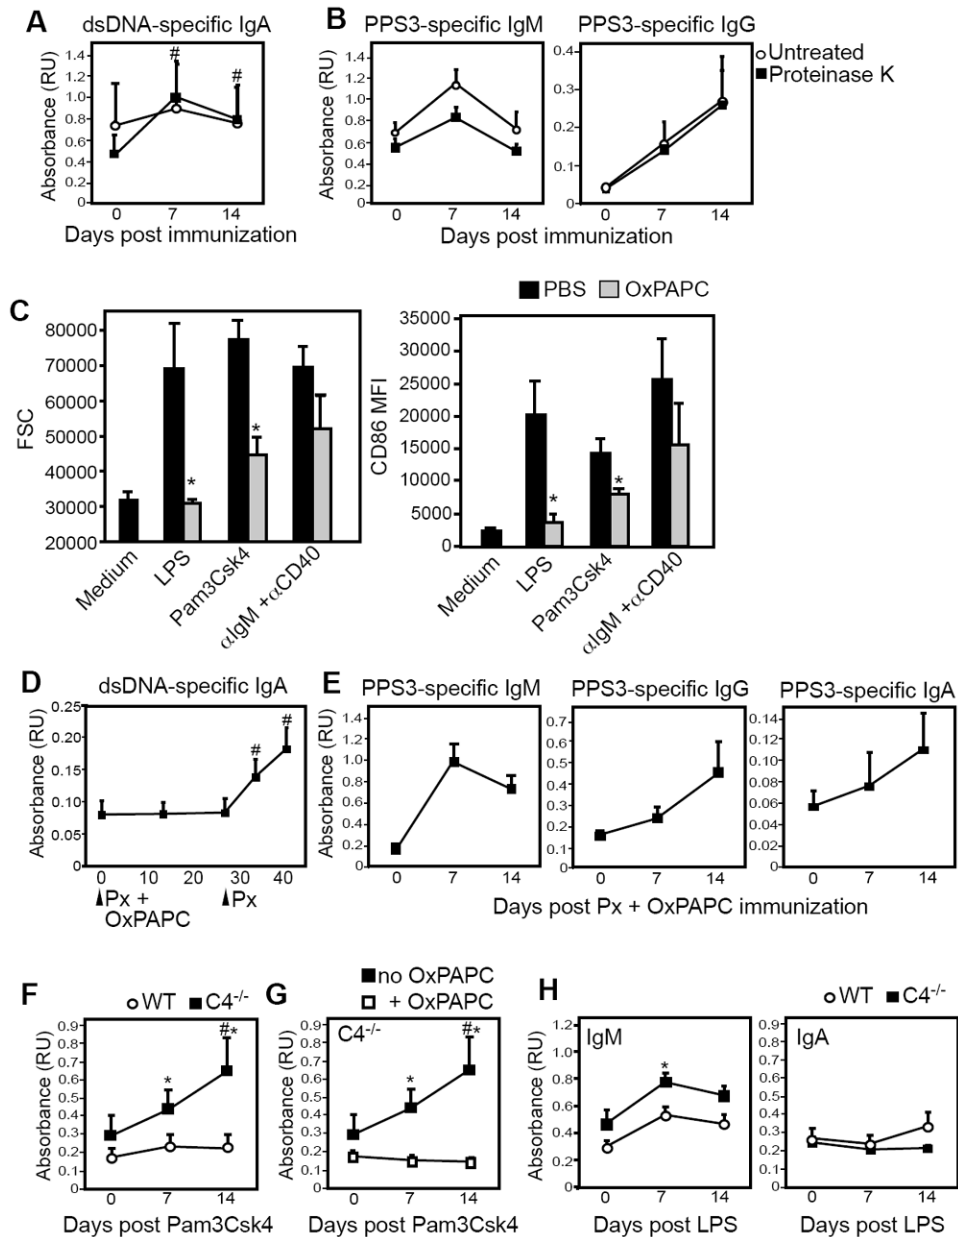 A
dsDNA-specific IgA
Absorbance (RU)
1.4
1.2
1.0
0.8
0.6
0.4
0.2
0
#
#
0 7 14
Days post immunization
B
PPS3-specific IgM
PPS3-specific IgG
Absorbance (RU)
1.4
1.2
1.0
0.8
0.6
0.4
0.2
0
0 7 14
0.4
0.3
0.2
0.1
0
0 7 14
Untreated
Proteinase K
Days post immunization
C
PBS OxPAPC
FSC
80000
70000
60000
50000
40000
30000
20000
*
*
Medium
LPS
Pam3Csk4
αIgM +αCD40
CD86 MFI
35000
30000
25000
20000
15000
10000
5000
0
*
*
Medium
LPS
Pam3Csk4
αIgM +αCD40
D
dsDNA-specific IgA
Absorbance (RU)
0.25
0.20
0.15
0.10
0.05
0
#
#
0 10 20 30 40
Px +
OxPAPC
Px
E
PPS3-specific IgM
PPS3-specific IgG
PPS3-specific IgA
Absorbance (RU)
1.4
1.2
1.0
0.8
0.6
0.4
0.2
0
0 7 14
0.7
0.6
0.5
0.4
0.3
0.2
0.1
0
0 7 14
0.14
0.12
0.10
0.08
0.06
0.04
0.02
0
0 7 14
Days post Px + OxPAPC immunization
F
WT C4-/-
Absorbance (RU)
0.9
0.8
0.7
0.6
0.5
0.4
0.3
0.2
0.1
0
*
#*
0 7 14
Days post Pam3Csk4
G
no OxPAPC
+ OxPAPC
C4-/-
Absorbance (RU)
0.9
0.8
0.7
0.6
0.5
0.4
0.3
0.2
0.1
0
*
#*
0 7 14
Days post Pam3Csk4
H
WT C4-/-
IgM
Absorbance (RU)
1.2
1.0
0.8
0.6
0.4
0.2
0
*
0 7 14
Days post LPS
IgA
Absorbance (RU)
0.9
0.8
0.7
0.6
0.5
0.4
0.3
0.2
0.1
0
0 7 14
Days post LPS